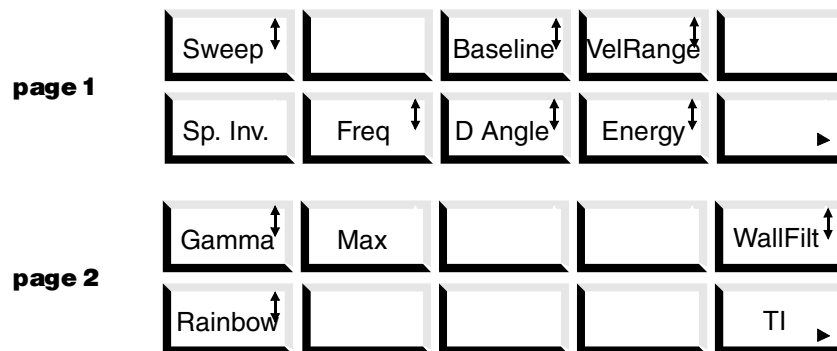 Sweep Baseline VelRange
page 1
Sp. Inv. Freq D Angle Energy
Gamma Max WallFilt
page 2
Rainbow TI